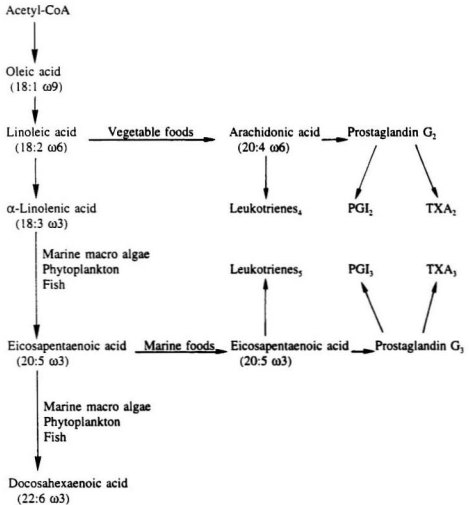 Acetyl-CoA
Oleic acid
(18:1 ω9)
Linoleic acid Vegetable foods Arachidonic acid Prostaglandin G₂
(18:2 ω6) (20:4 ω6)
α-Linolenic acid Leukotrienes₄ PGI₂ TXA₂
(18:3 ω3)
Marine macro algae
Phytoplankton Leukotrienes₅ PGI₃ TXA₃
Fish
Eicosapentaenoic acid Marine foods Eicosapentaenoic acid Prostaglandin G₃
(20:5 ω3) (20:5 ω3)
Marine macro algae
Phytoplankton
Fish
Docosahexaenoic acid
(22:6 ω3)